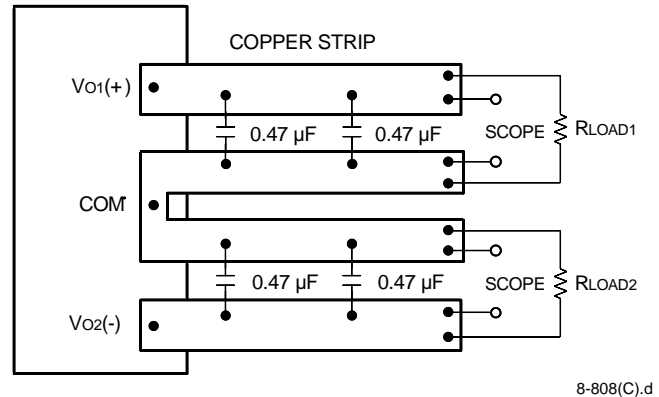 COPPER STRIP
VO1(+)
0.47 µF
0.47 µF
SCOPE
RLOAD1
COM
0.47 µF
0.47 µF
SCOPE
RLOAD2
VO2(-)
8-808(C).d